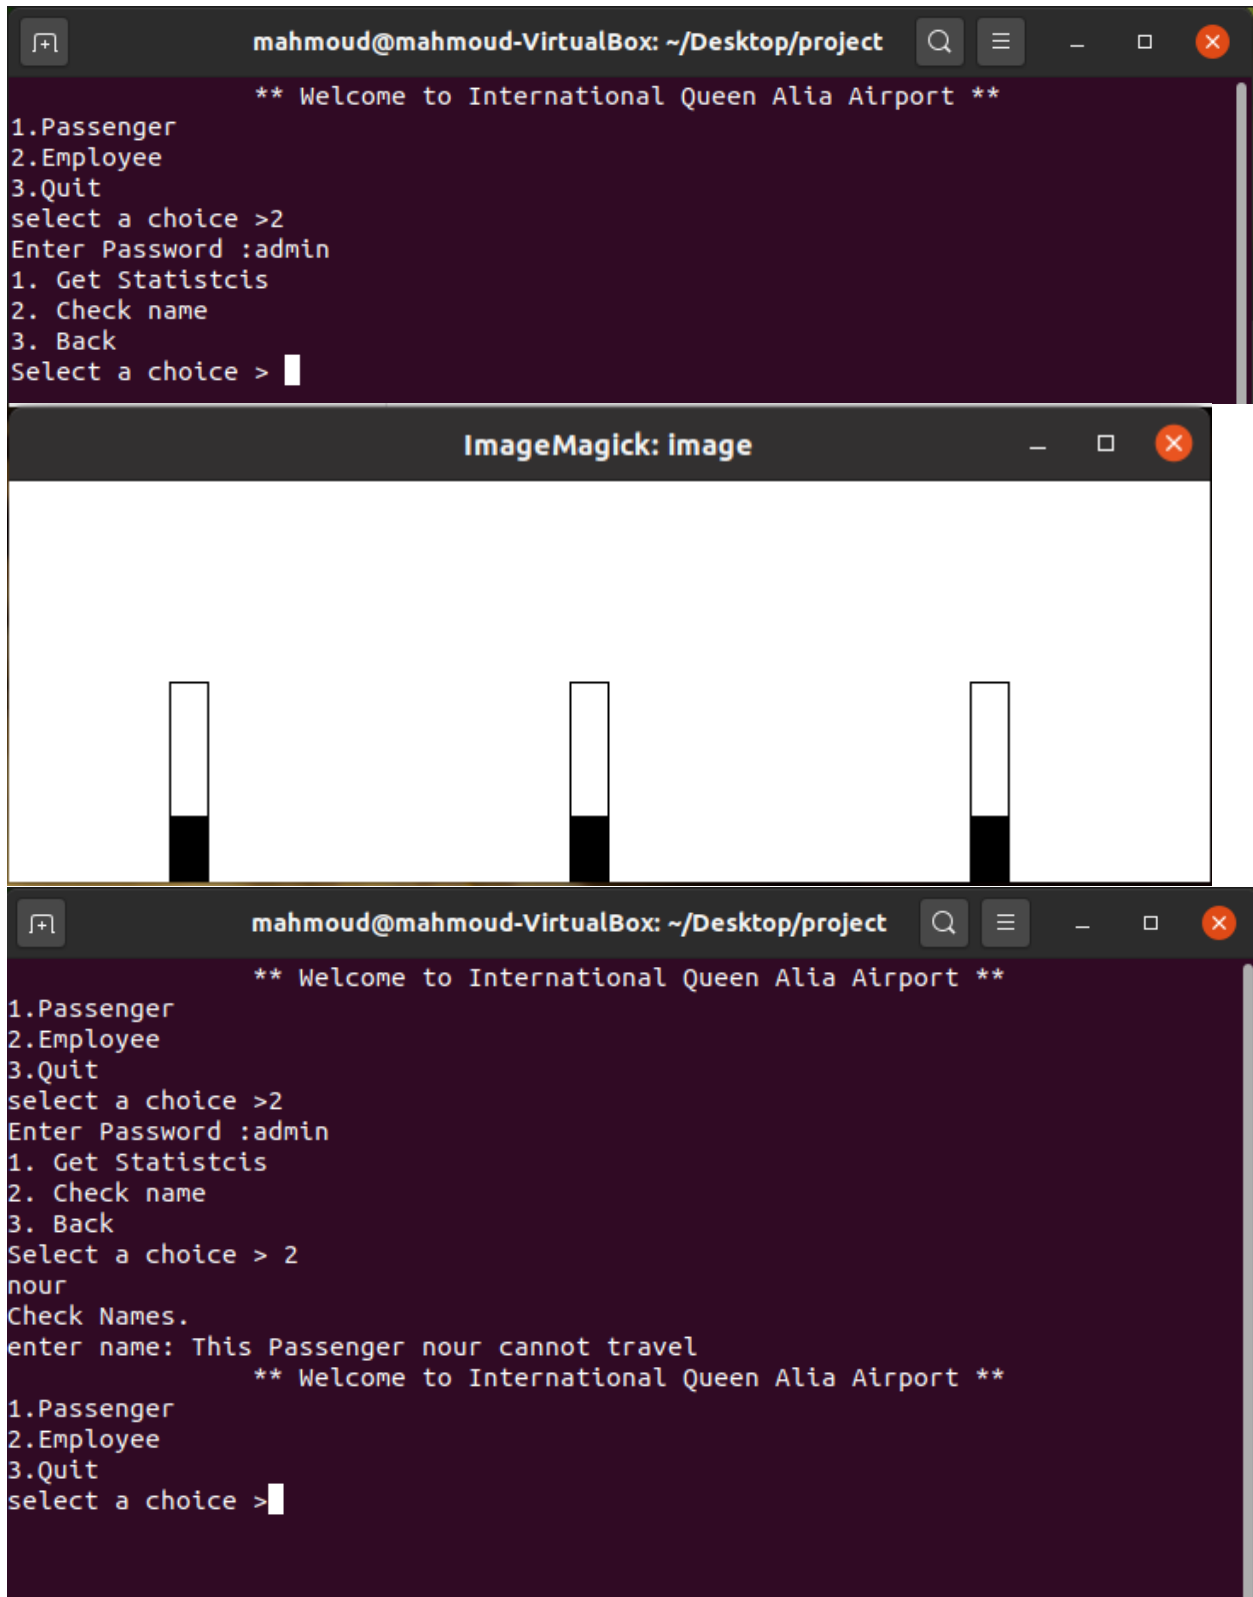 mahmoud@mahmoud-VirtualBox: ~/Desktop/project
** Welcome to International Queen Alia Airport **
1.Passenger
2.Employee
3.Quit
select a choice >2
Enter Password :admin
1. Get Statistcis
2. Check name
3. Back
Select a choice >
ImageMagick: image
mahmoud@mahmoud-VirtualBox: ~/Desktop/project
** Welcome to International Queen Alia Airport **
1.Passenger
2.Employee
3.Quit
select a choice >2
Enter Password :admin
1. Get Statistcis
2. Check name
3. Back
Select a choice > 2
nour
Check Names.
enter name: This Passenger nour cannot travel
** Welcome to International Queen Alia Airport **
1.Passenger
2.Employee
3.Quit
select a choice >